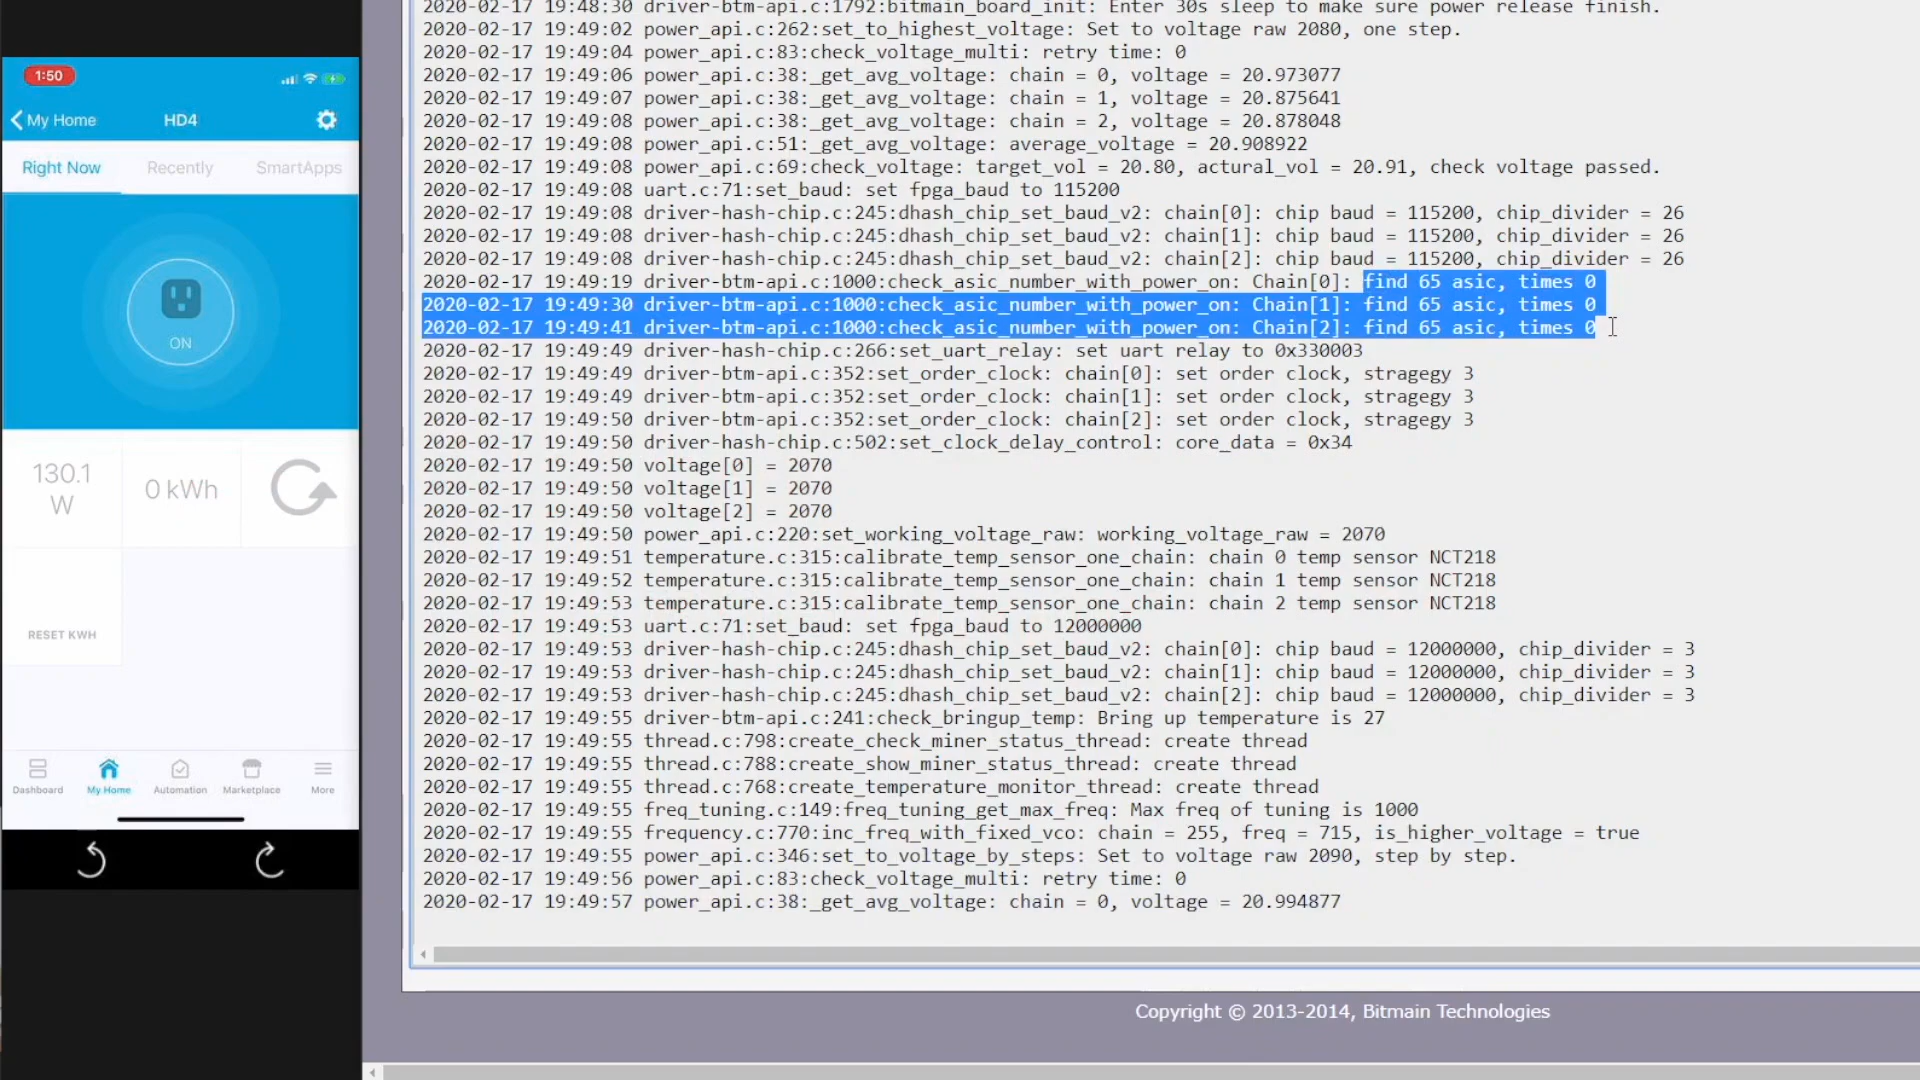 1:50
My Home
HD4
Right Now
Recently
SmartApps
ON
130.1
W
0 kWh
RESET KWH
Dashboard
My Home
Automation
Marketplace
More
2020-02-17 19:48:30 driver-btm-api.c:1792:bitmain_board_init: Enter 30s sleep to make sure power release finish.
2020-02-17 19:49:02 power_api.c:262:set_to_highest_voltage: Set to voltage raw 2080, one step.
2020-02-17 19:49:04 power_api.c:83:check_voltage_multi: retry time: 0
2020-02-17 19:49:06 power_api.c:38:_get_avg_voltage: chain = 0, voltage = 20.973077
2020-02-17 19:49:07 power_api.c:38:_get_avg_voltage: chain = 1, voltage = 20.875641
2020-02-17 19:49:08 power_api.c:38:_get_avg_voltage: chain = 2, voltage = 20.878048
2020-02-17 19:49:08 power_api.c:51:_get_avg_voltage: average_voltage = 20.908922
2020-02-17 19:49:08 power_api.c:69:check_voltage: target_vol = 20.80, actural_vol = 20.91, check voltage passed.
2020-02-17 19:49:08 uart.c:71:set_baud: set fpga_baud to 115200
2020-02-17 19:49:08 driver-hash-chip.c:245:dhash_chip_set_baud_v2: chain[0]: chip baud = 115200, chip_divider = 26
2020-02-17 19:49:08 driver-hash-chip.c:245:dhash_chip_set_baud_v2: chain[1]: chip baud = 115200, chip_divider = 26
2020-02-17 19:49:08 driver-hash-chip.c:245:dhash_chip_set_baud_v2: chain[2]: chip baud = 115200, chip_divider = 26
2020-02-17 19:49:19 driver-btm-api.c:1000:check_asic_number_with_power_on: Chain[0]: find 65 asic, times 0
2020-02-17 19:49:30 driver-btm-api.c:1000:check_asic_number_with_power_on: Chain[1]: find 65 asic, times 0
2020-02-17 19:49:41 driver-btm-api.c:1000:check_asic_number_with_power_on: Chain[2]: find 65 asic, times 0
2020-02-17 19:49:49 driver-hash-chip.c:266:set_uart_relay: set uart relay to 0x330003
2020-02-17 19:49:49 driver-btm-api.c:352:set_order_clock: chain[0]: set order clock, stragegy 3
2020-02-17 19:49:49 driver-btm-api.c:352:set_order_clock: chain[1]: set order clock, stragegy 3
2020-02-17 19:49:50 driver-btm-api.c:352:set_order_clock: chain[2]: set order clock, stragegy 3
2020-02-17 19:49:50 driver-hash-chip.c:502:set_clock_delay_control: core_data = 0x34
2020-02-17 19:49:50 voltage[0] = 2070
2020-02-17 19:49:50 voltage[1] = 2070
2020-02-17 19:49:50 voltage[2] = 2070
2020-02-17 19:49:50 power_api.c:220:set_working_voltage_raw: working_voltage_raw = 2070
2020-02-17 19:49:51 temperature.c:315:calibrate_temp_sensor_one_chain: chain 0 temp sensor NCT218
2020-02-17 19:49:52 temperature.c:315:calibrate_temp_sensor_one_chain: chain 1 temp sensor NCT218
2020-02-17 19:49:53 temperature.c:315:calibrate_temp_sensor_one_chain: chain 2 temp sensor NCT218
2020-02-17 19:49:53 uart.c:71:set_baud: set fpga_baud to 12000000
2020-02-17 19:49:53 driver-hash-chip.c:245:dhash_chip_set_baud_v2: chain[0]: chip baud = 12000000, chip_divider = 3
2020-02-17 19:49:53 driver-hash-chip.c:245:dhash_chip_set_baud_v2: chain[1]: chip baud = 12000000, chip_divider = 3
2020-02-17 19:49:53 driver-hash-chip.c:245:dhash_chip_set_baud_v2: chain[2]: chip baud = 12000000, chip_divider = 3
2020-02-17 19:49:55 driver-btm-api.c:241:check_bringup_temp: Bring up temperature is 27
2020-02-17 19:49:55 thread.c:798:create_check_miner_status_thread: create thread
2020-02-17 19:49:55 thread.c:788:create_show_miner_status_thread: create thread
2020-02-17 19:49:55 thread.c:768:create_temperature_monitor_thread: create thread
2020-02-17 19:49:55 freq_tuning.c:149:freq_tuning_get_max_freq: Max freq of tuning is 1000
2020-02-17 19:49:55 frequency.c:770:inc_freq_with_fixed_vco: chain = 255, freq = 715, is_higher_voltage = true
2020-02-17 19:49:55 power_api.c:346:set_to_voltage_by_steps: Set to voltage raw 2090, step by step.
2020-02-17 19:49:56 power_api.c:83:check_voltage_multi: retry time: 0
2020-02-17 19:49:57 power_api.c:38:_get_avg_voltage: chain = 0, voltage = 20.994877
Copyright © 2013-2014, Bitmain Technologies